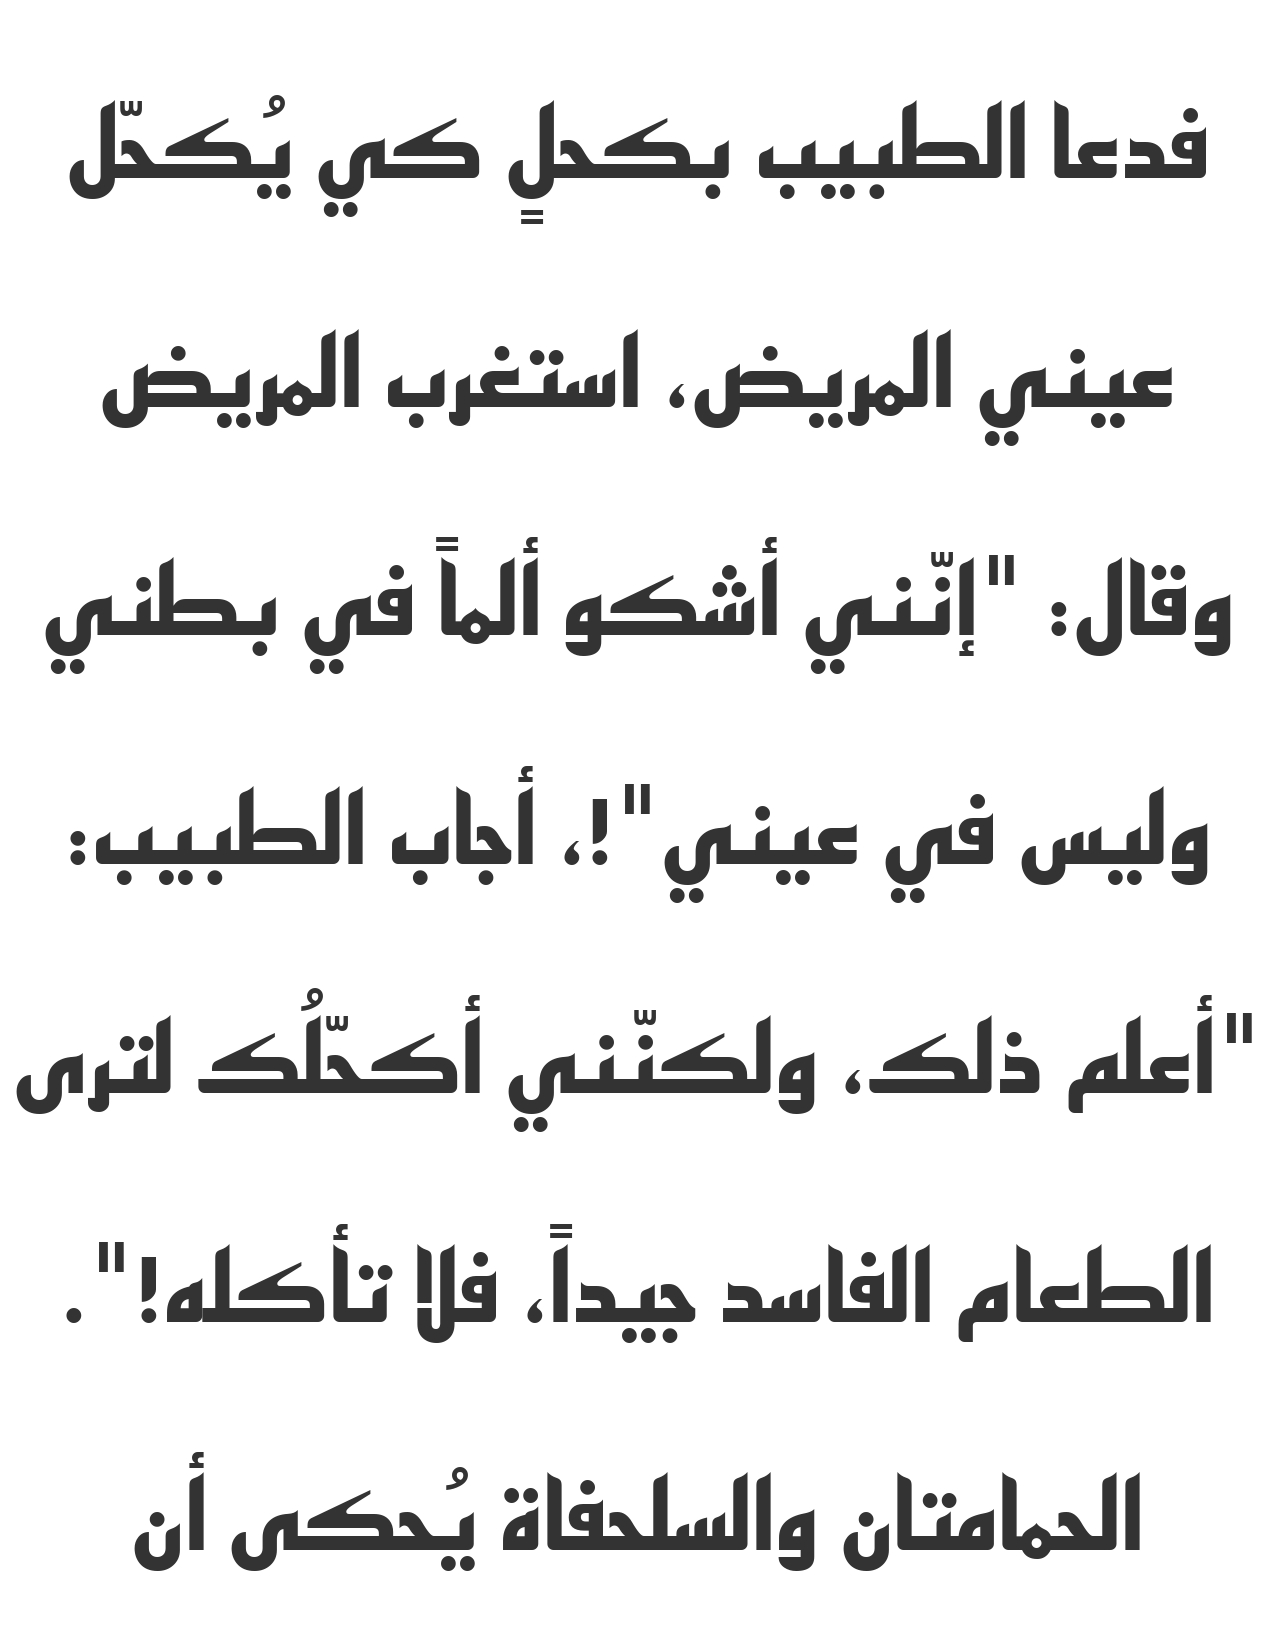 فدعا الطبيب بكحلٍ كي يُكحّل
عيني المريض، استغرب المريض
وقال: "إنّني أشكو ألماً في بطني
وليس في عيني"!، أجاب الطبيب:
"أعلم ذلك، ولكنّني أكحّلُك لترى
الطعام الفاسد جيداً، فلا تأكله!".
الحمامتان والسلحفاة يُحكى أن